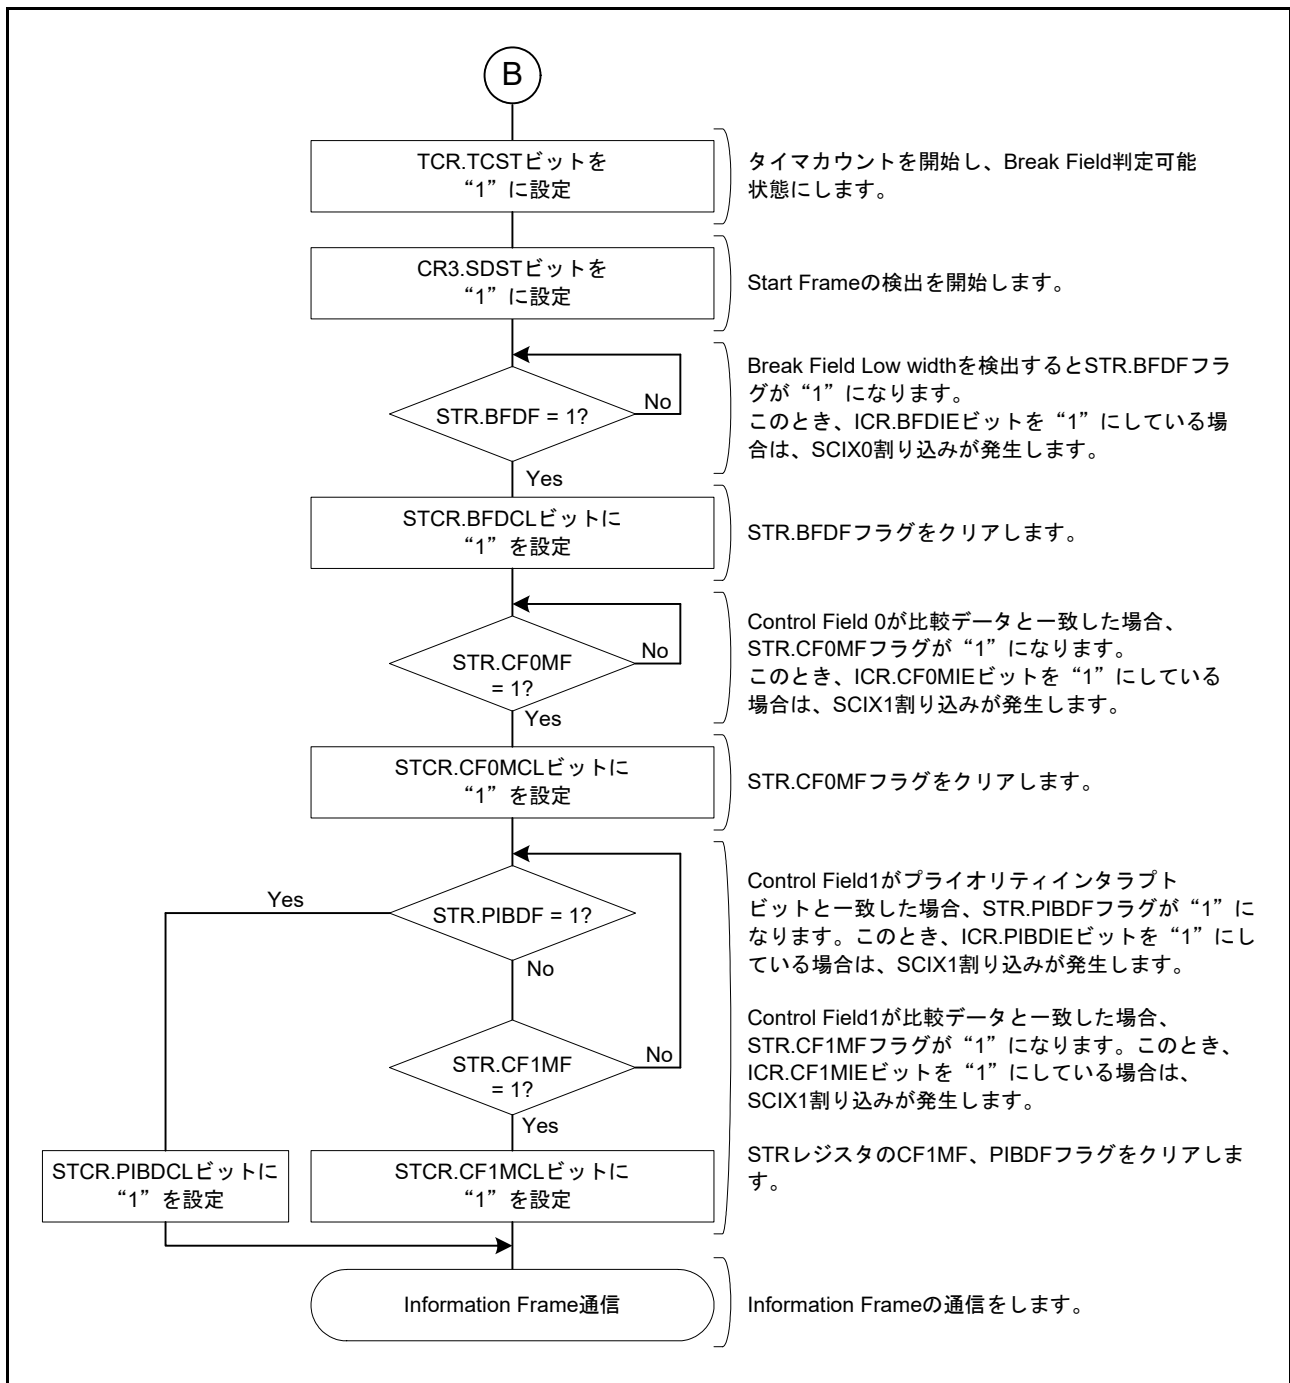 B
TCR.TCSTビットを
“1”に設定
タイマカウントを開始し、Break Field判定可能
状態にします。
CR3.SDSTビットを
“1”に設定
Start Frameの検出を開始します。
STR.BFDF = 1?
No
Yes
Break Field Low widthを検出するとSTR.BFDFフラ
グが“1”になります。
このとき、ICR.BFDIEビットを“1”にしている場
合は、SCIX0割り込みが発生します。
STCR.BFDCLビットに
“1”を設定
STR.BFDFフラグをクリアします。
STR.CF0MF
= 1?
No
Yes
Control Field 0が比較データと一致した場合、
STR.CF0MFフラグが“1”になります。
このとき、ICR.CF0MIEビットを“1”にしている
場合は、SCIX1割り込みが発生します。
STCR.CF0MCLビットに
“1”を設定
STR.CF0MFフラグをクリアします。
Yes
STR.PIBDF = 1?
No
Control Field1がプライオリティインタラプト
ビットと一致した場合、STR.PIBDFフラグが“1”に
なります。このとき、ICR.PIBDIEビットを“1”にし
ている場合は、SCIX1割り込みが発生します。
STR.CF1MF
= 1?
No
Yes
Control Field1が比較データと一致した場合、
STR.CF1MFフラグが“1”になります。このとき、
ICR.CF1MIEビットを“1”にしている場合は、
SCIX1割り込みが発生します。
STCR.PIBDCLビットに
“1”を設定
STCR.CF1MCLビットに
“1”を設定
STRレジスタのCF1MF、PIBDFフラグをクリアしま
す。
Information Frame通信
Information Frameの通信をします。